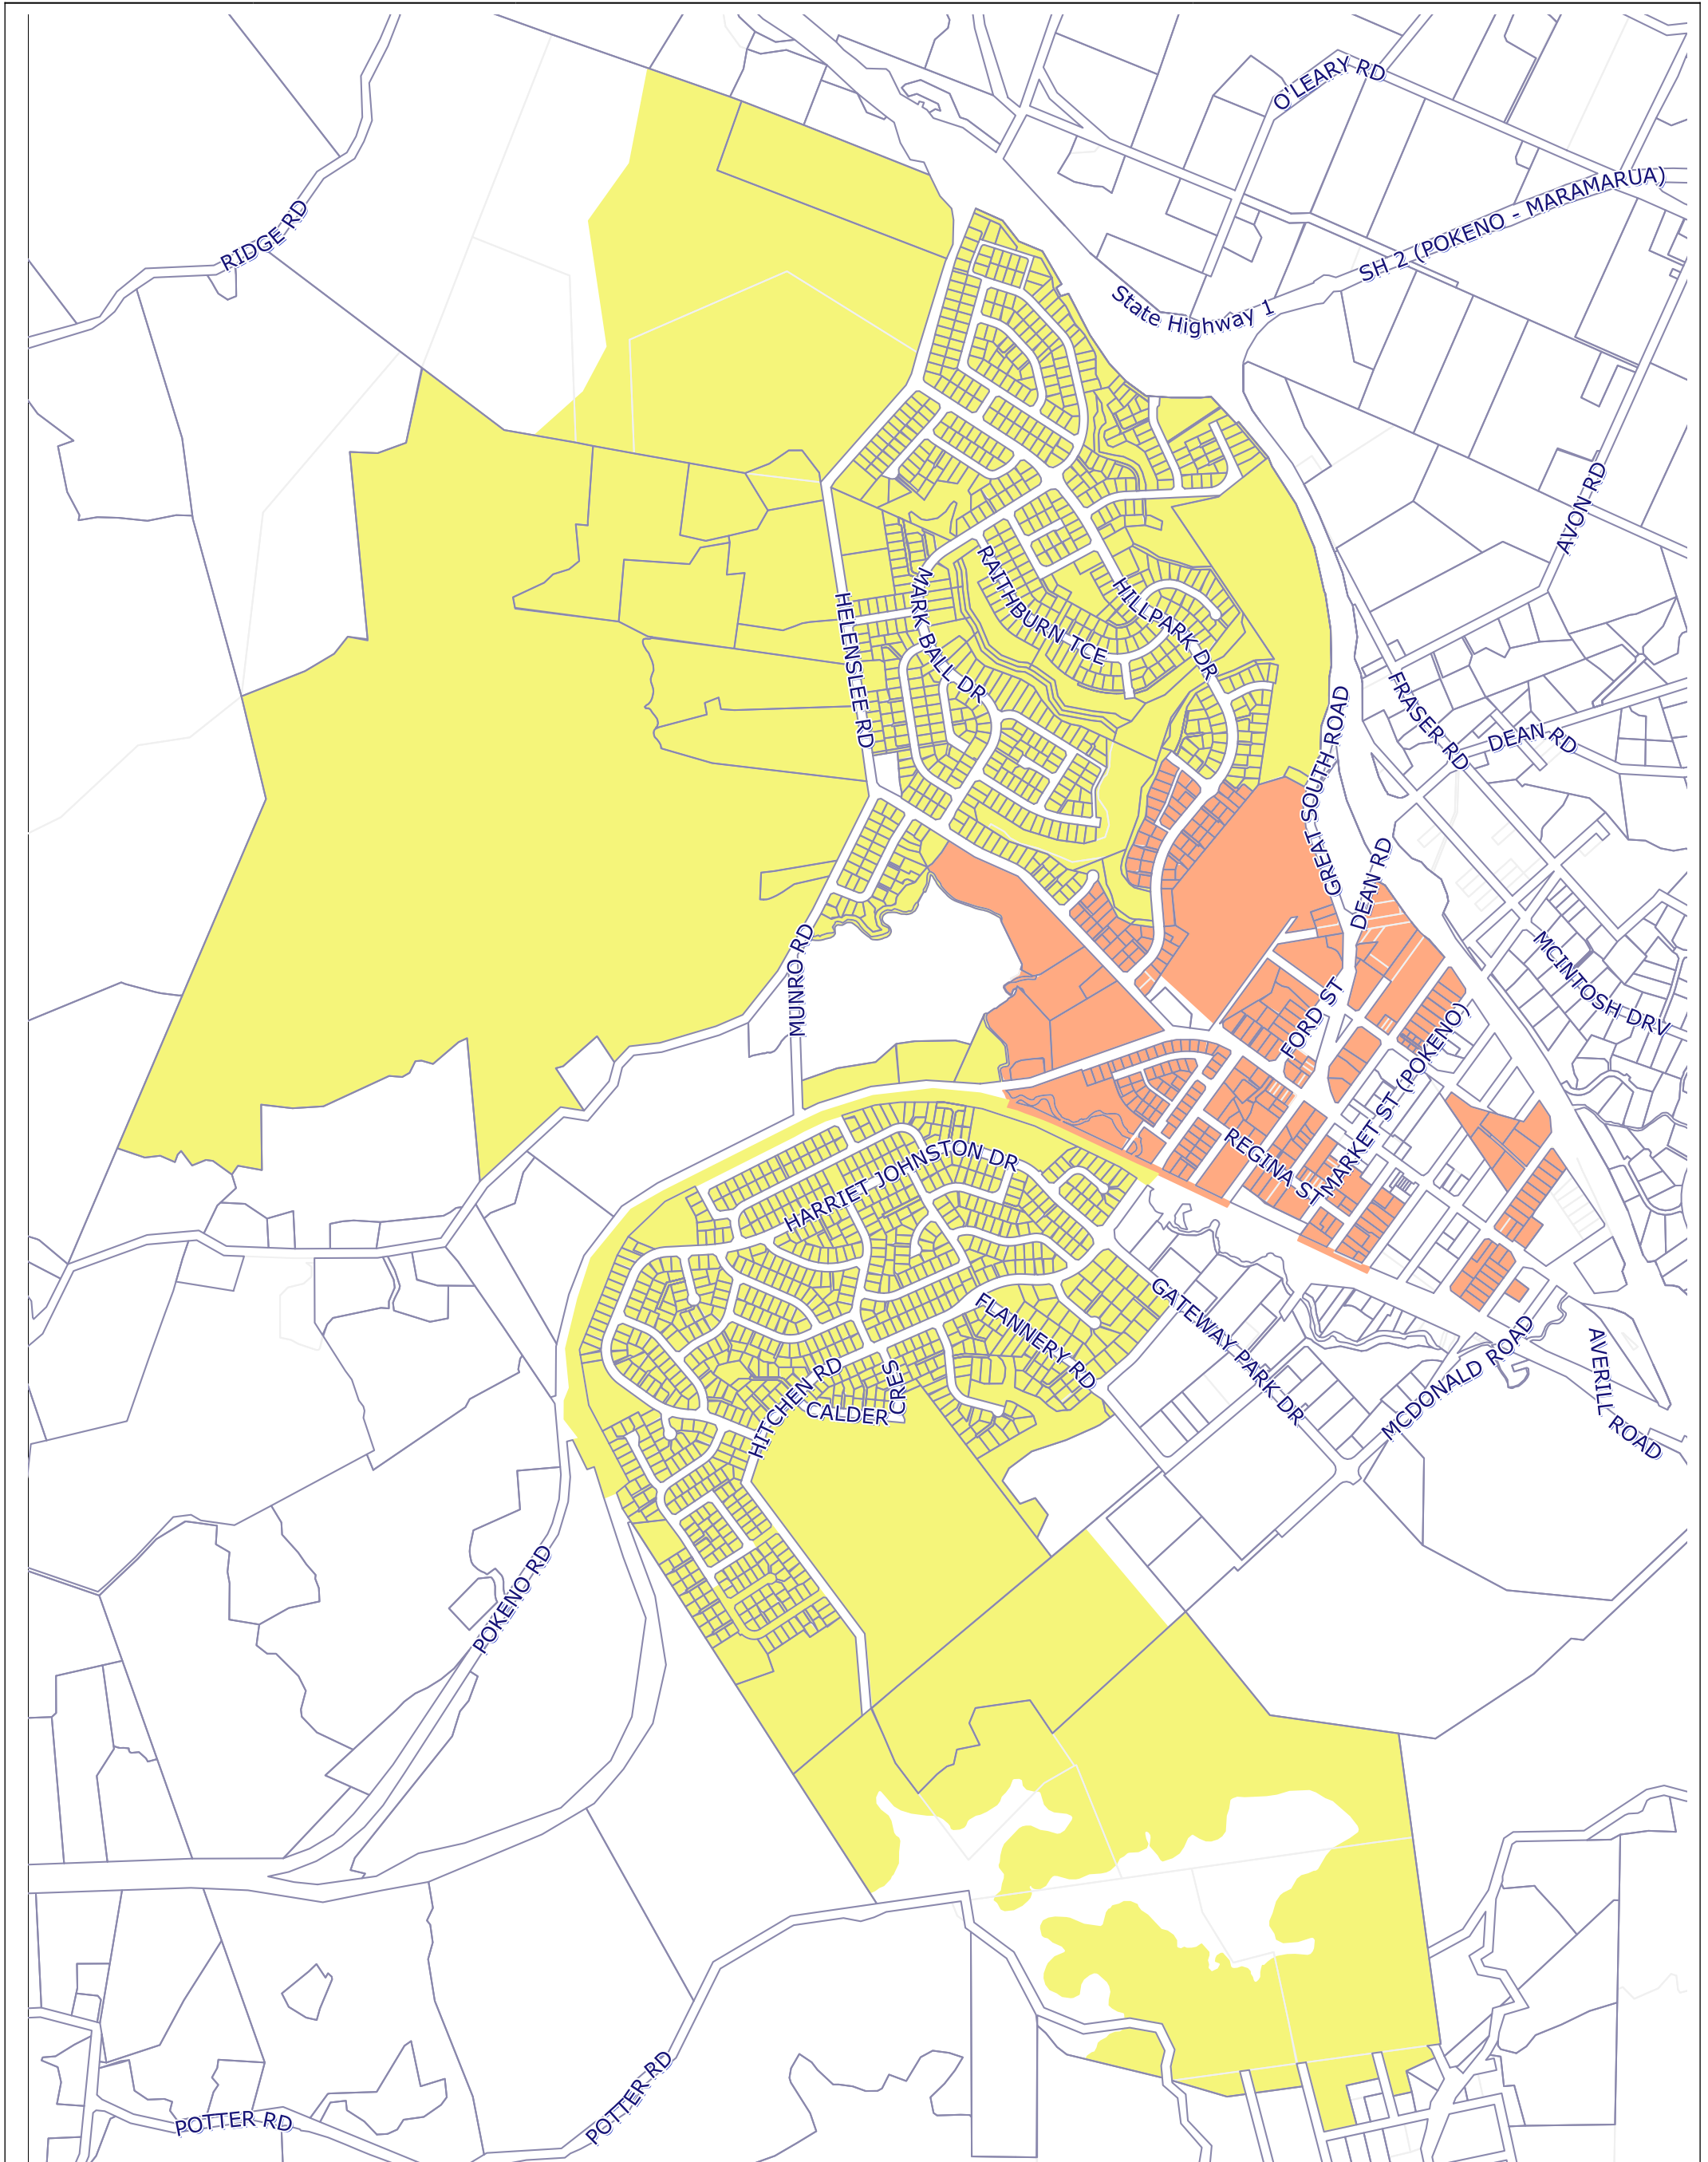 O'LEARY RD
SH 2 (POKENO - MARAMARUA)
RIDGE RD
State Highway 1
AVON RD
RAITHBURN TCE
HILLPARK DR
MARK BALL DR
HELENSLEE RD
FRASER RD
DEAN RD
GREAT SOUTH ROAD
DEAN RD
MUNRO RD
MCINTOSH DRV
FORD ST
MARKET ST (POKENO)
REGINA ST
HARRIET JOHNSTON DR
GATEWAY PARK DR
FLANNERY RD
HITCHEN RD
CALDER CRES
MCDONALD ROAD
AVERILL ROAD
POKENO RD
POTTER RD
POTTER RD